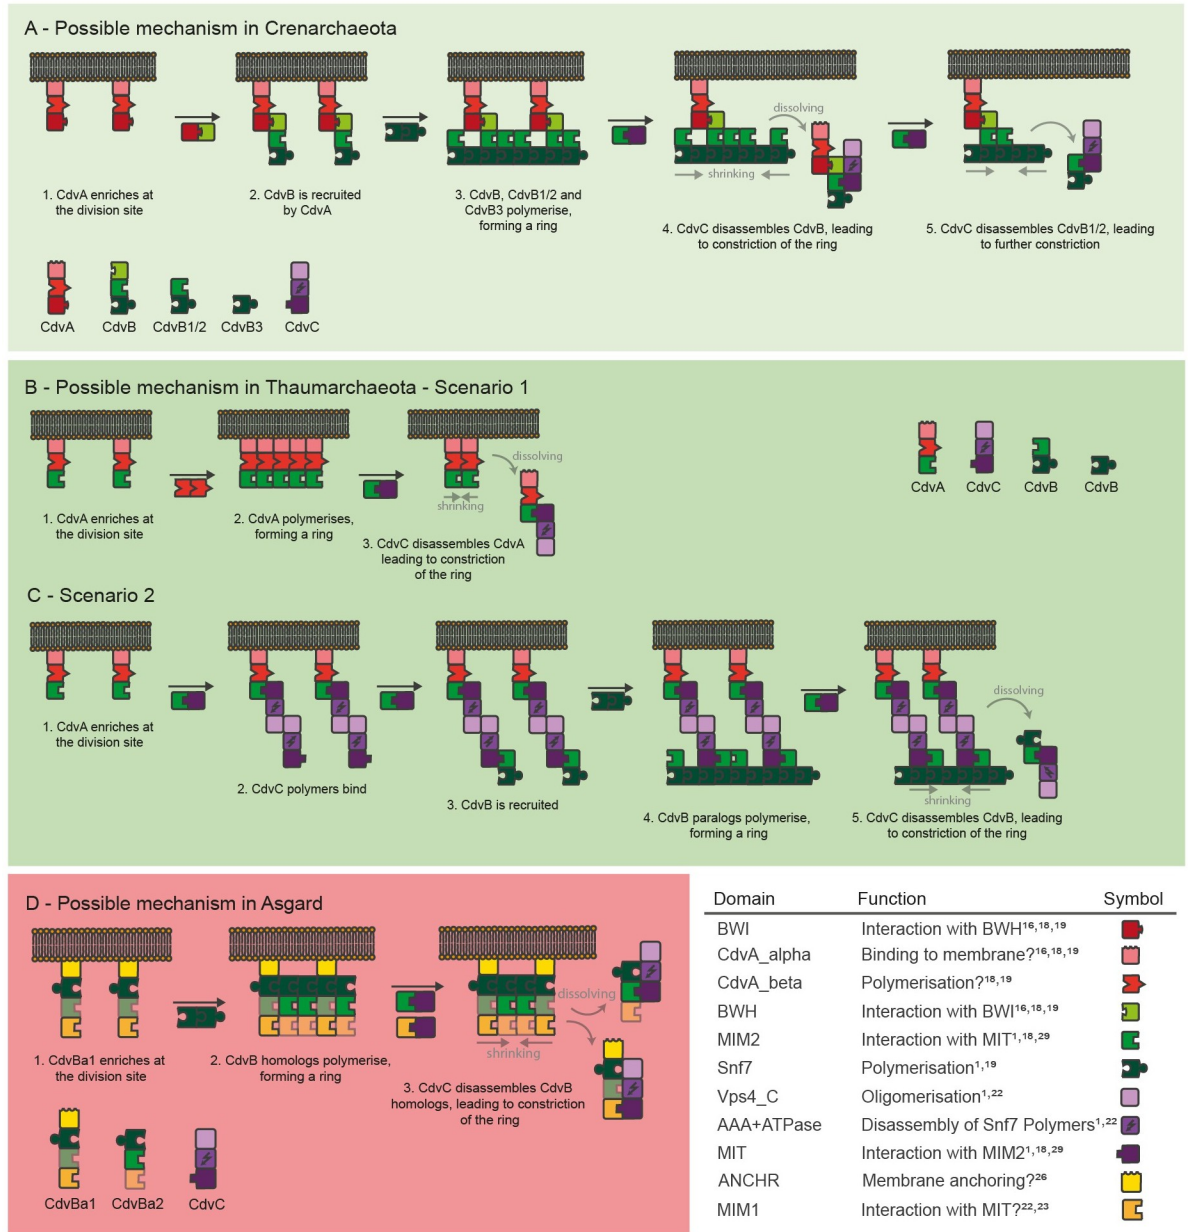 A - Possible mechanism in Crenarchaeota
1. CdvA enriches at
the division site
2. CdvB is recruited
by CdvA
3. CdvB, CdvB1/2 and
CdvB3 polymerise,
forming a ring
shrinking
dissolving
4. CdvC disassembles CdvB, leading
to constriction of the ring
5. CdvC disassembles CdvB1/2, leading
to further constriction
CdvA
CdvB
CdvB1/2
CdvB3
CdvC
B - Possible mechanism in Thaumarchaeota - Scenario 1
1. CdvA enriches at
the division site
2. CdvA polymerises,
forming a ring
dissolving
shrinking
3. CdvC disassembles CdvA
leading to constriction
of the ring
CdvA
CdvC
CdvB
CdvB
C - Scenario 2
1. CdvA enriches at
the division site
2. CdvC polymers bind
3. CdvB is recruited
4. CdvB paralogs polymerise,
forming a ring
dissolving
shrinking
5. CdvC disassembles CdvB, leading
to constriction of the ring
D - Possible mechanism in Asgard
1. CdvBa1 enriches at
the division site
2. CdvB homologs polymerise,
forming a ring
dissolving
shrinking
3. CdvC disassembles CdvB
homologs, leading to constriction
of the ring
CdvBa1
CdvBa2
CdvC
Domain Function Symbol
BWI Interaction with BWH¹⁶,¹⁸,¹⁹
CdvA_alpha Binding to membrane?¹⁶,¹⁸,¹⁹
CdvA_beta Polymerisation?¹⁸,¹⁹
BWH Interaction with BWI¹⁶,¹⁸,¹⁹
MIM2 Interaction with MIT¹,¹⁸,²⁹
Snf7 Polymerisation¹,¹⁹
Vps4_C Oligomerisation¹,²²
AAA+ATPase Disassembly of Snf7 Polymers¹,²²
MIT Interaction with MIM2¹,¹⁸,²⁹
ANCHR Membrane anchoring?²⁶
MIM1 Interaction with MIT?²²,²³